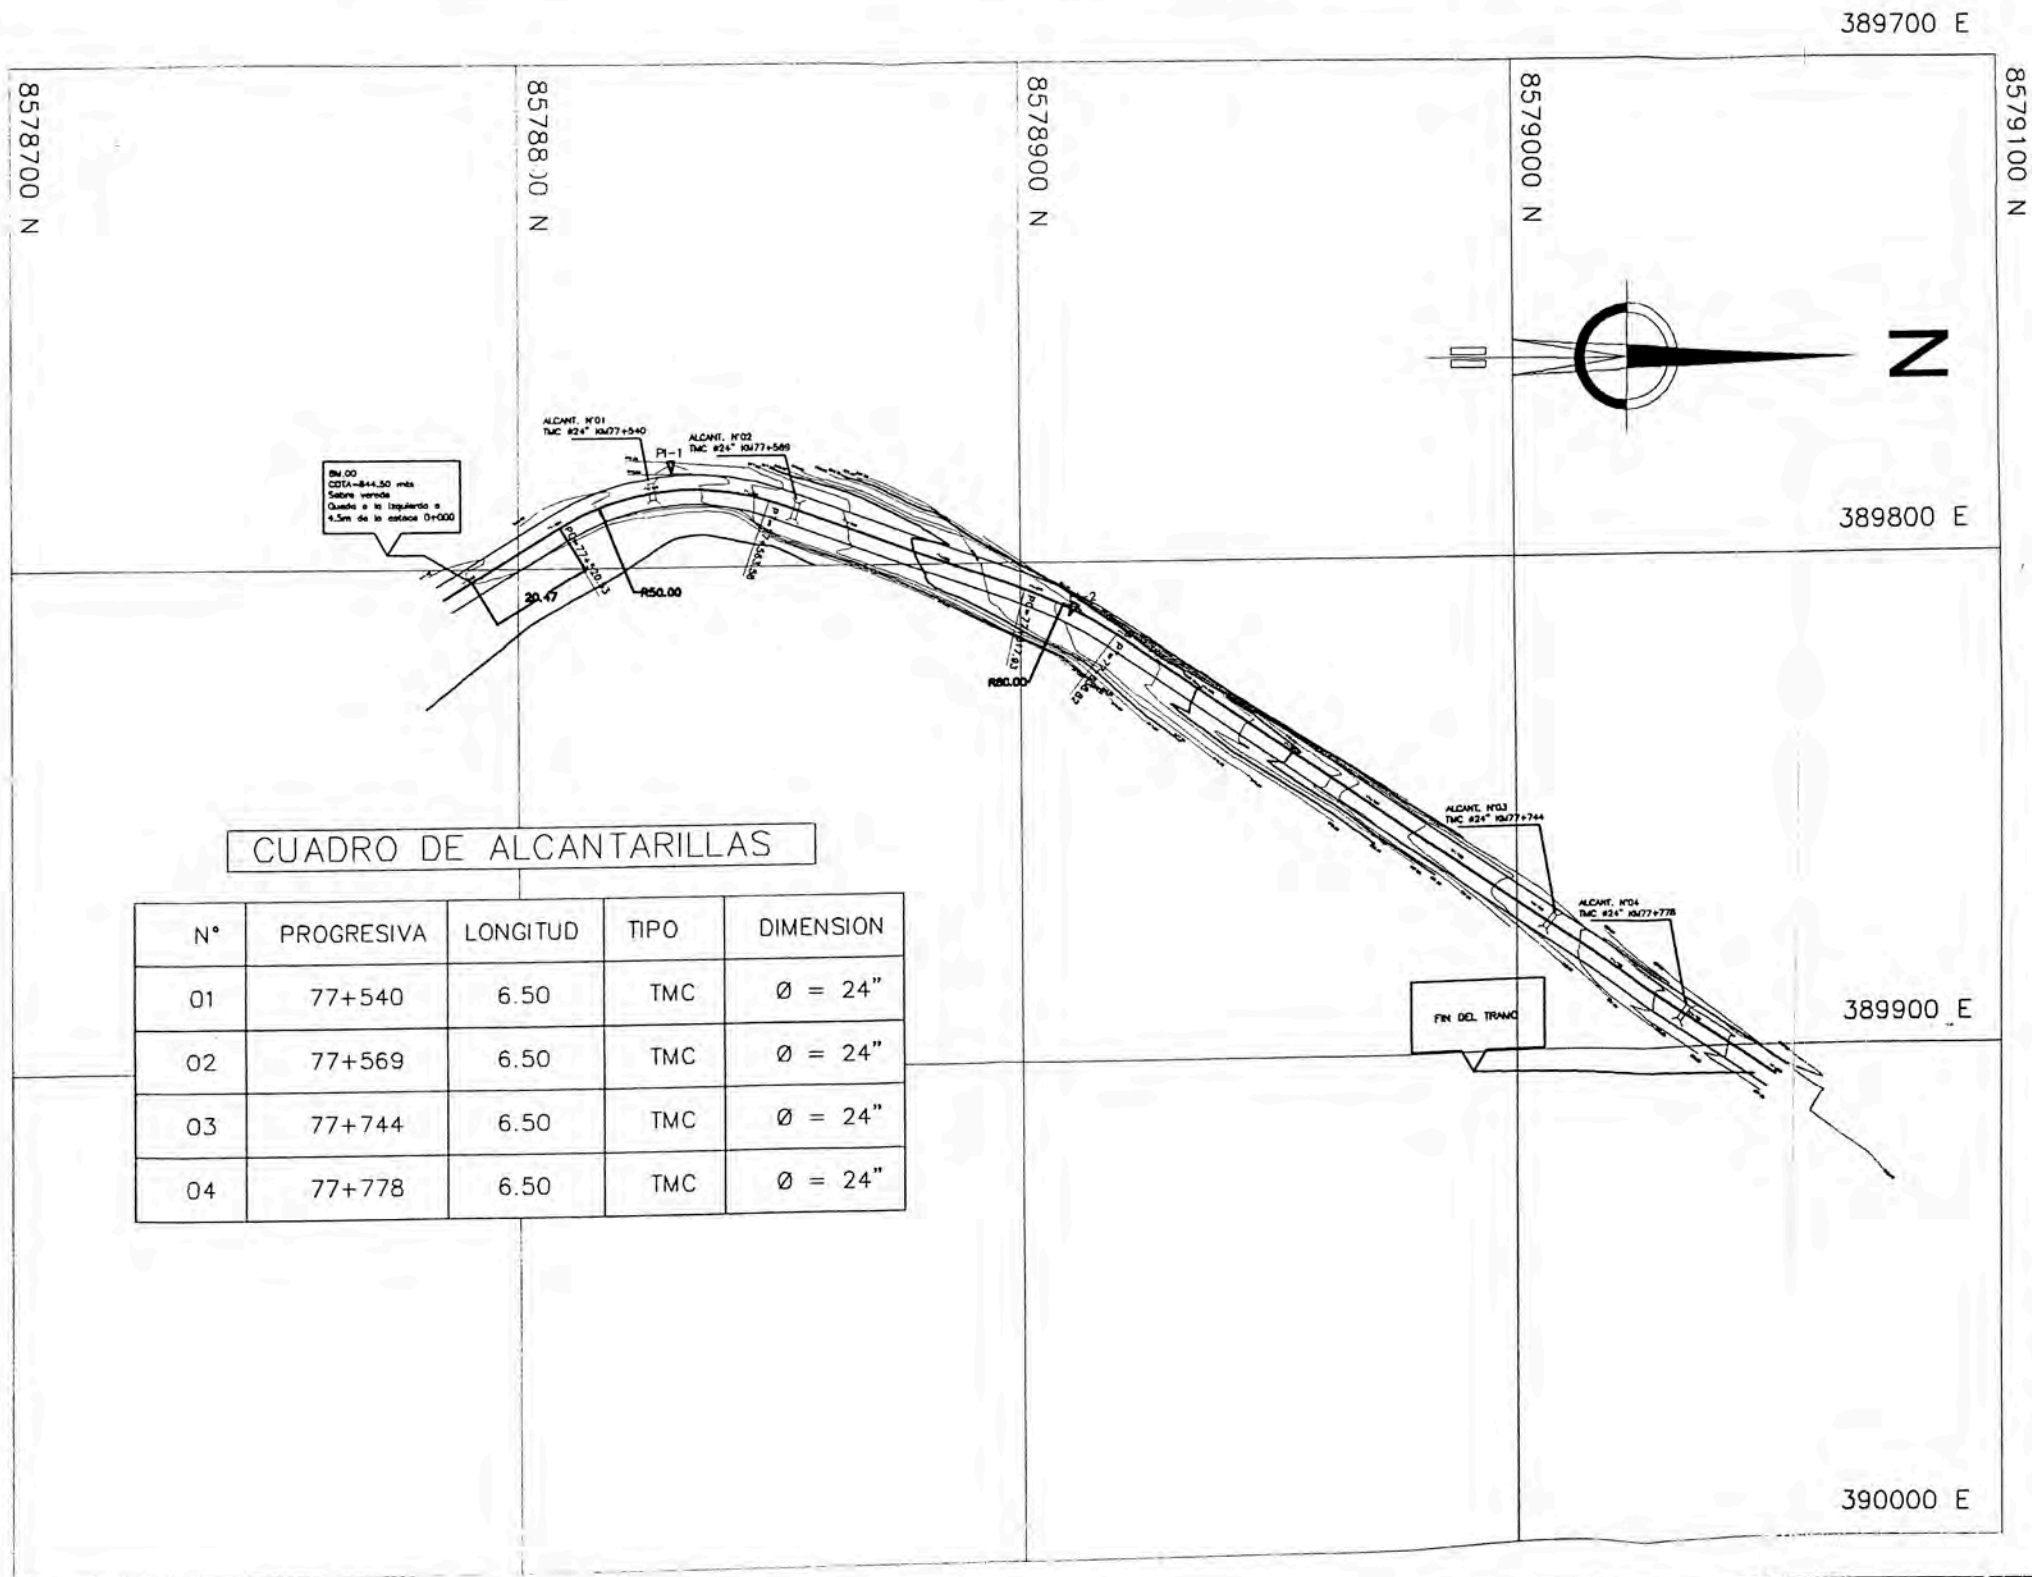 389700 E
8578700 N
8578800 N
8578900 N
8579000 N
8579100 N
N
ALCANT. N°01
TMC ø24" KM77+540
PI-1
ALCANT. N°02
TMC ø24" KM77+569
BM.00
COTA=844.50 mts
Sobre vereda
Queda a la izquierda a
4.5m de la estaca 0+000
389800 E
20.47
R50.00
R80.00
ALCANT. N°03
TMC ø24" KM77+744
ALCANT. N°04
TMC ø24" KM77+778
FIN DEL TRAMO
389900 E
CUADRO DE ALCANTARILLAS
N° PROGRESIVA LONGITUD TIPO DIMENSION
01 77+540 6.50 TMC Ø = 24"
02 77+569 6.50 TMC Ø = 24"
03 77+744 6.50 TMC Ø = 24"
04 77+778 6.50 TMC Ø = 24"
390000 E